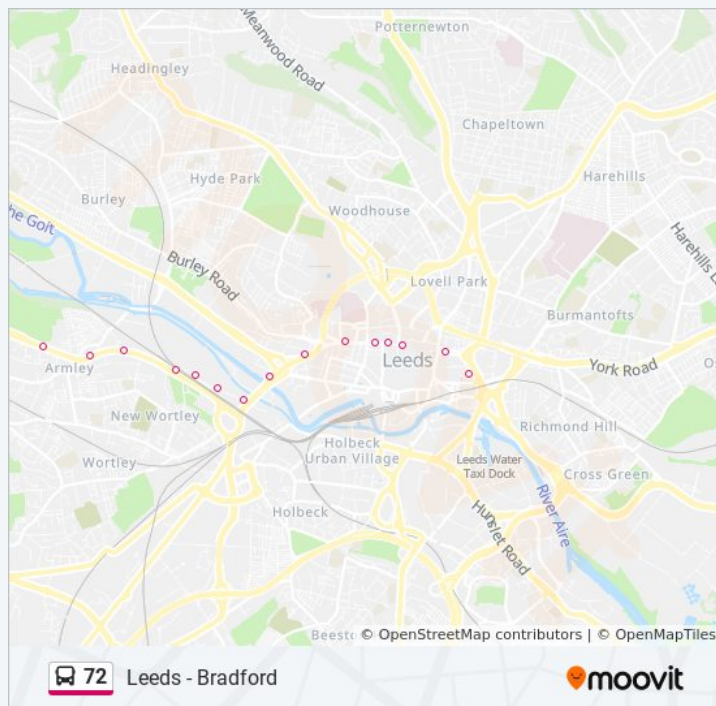 Potternewton
Meanwood Road
Headingley
Chapeltown
Hyde Park
Harehills
Burley
Woodhouse
he Goit
Harehills L
Burley Road
Lovell Park
Burmantofts
Leeds
York Road
Os
Armley
New Wortley
Richmond Hill
Holbeck
Urban Village
Wortley
Leeds Water
Taxi Dock
Cross Green
River Aire
Holbeck
Hunslet Road
Beesto
© OpenStreetMap contributors | © OpenMapTiles
72 Leeds - Bradford
moovit